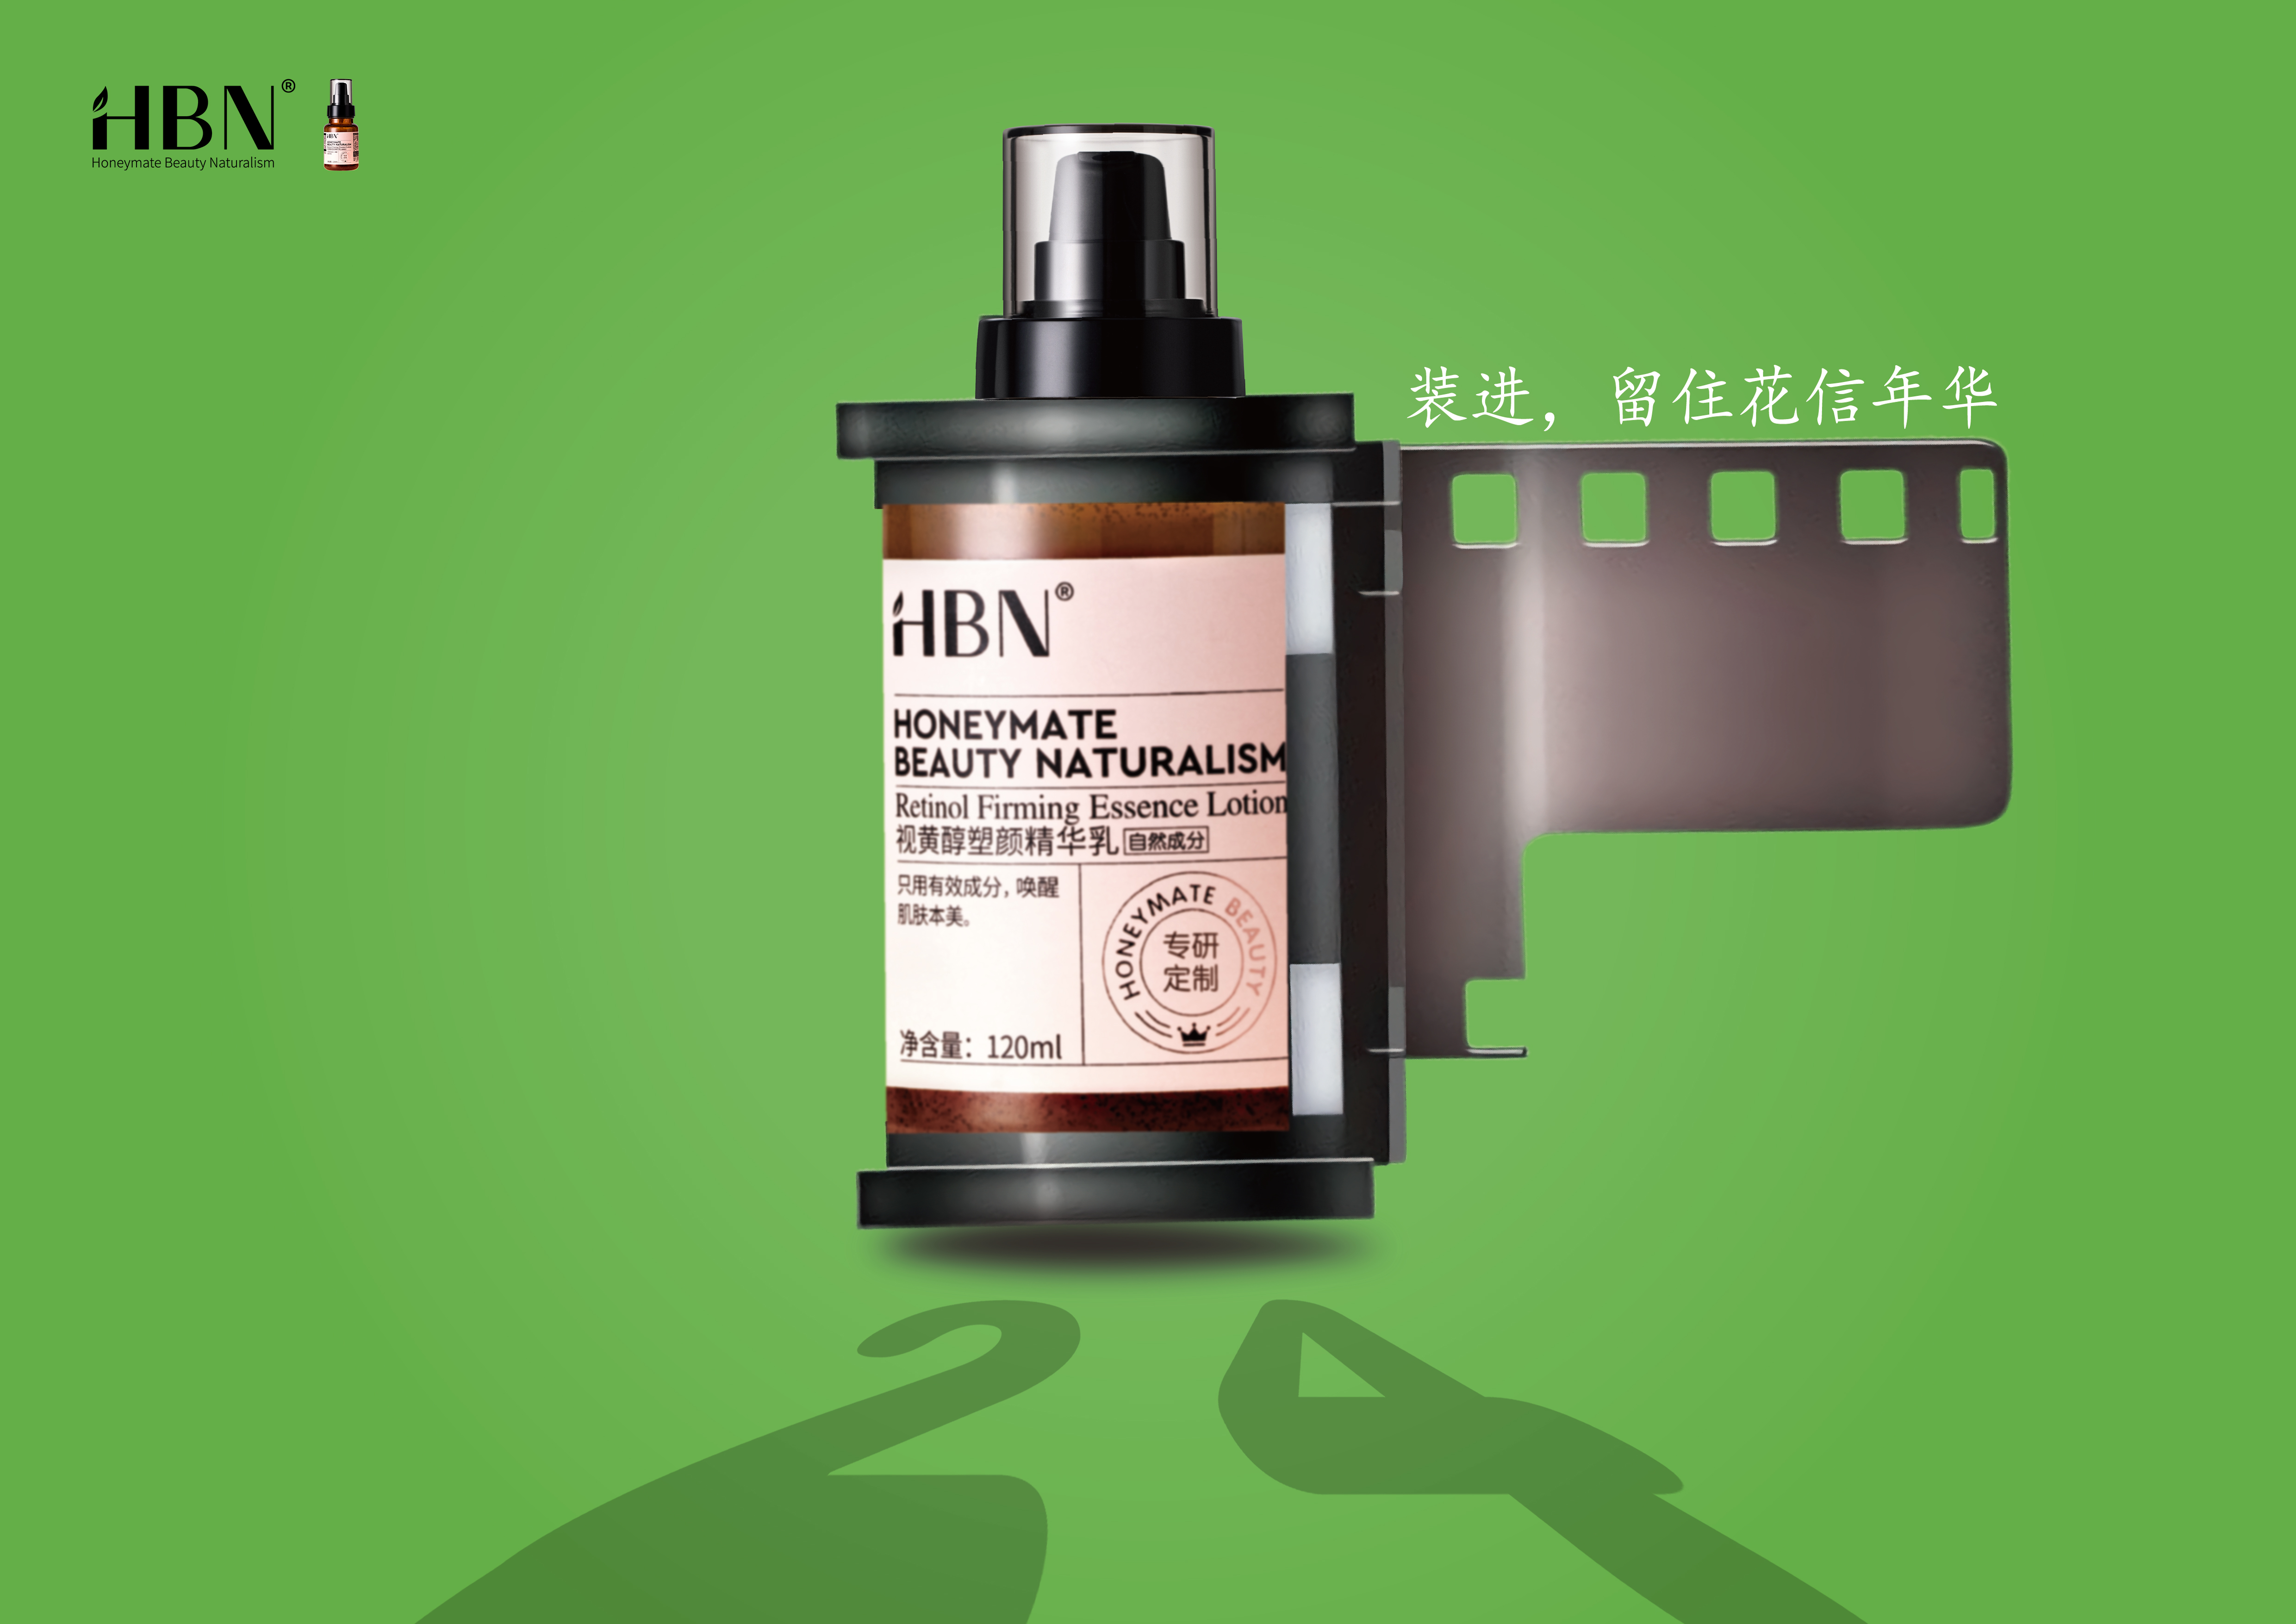 HBN®
Honeymate Beauty Naturalism
装进，留住花信年华
HBN®
HONEYMATE
BEAUTY NATURALISM
Retinol Firming Essence Lotion
视黄醇塑颜精华乳 自然成分
只用有效成分，唤醒
肌肤本美。
HONEYMATE BEAUTY
专研
定制
净含量：120ml
24